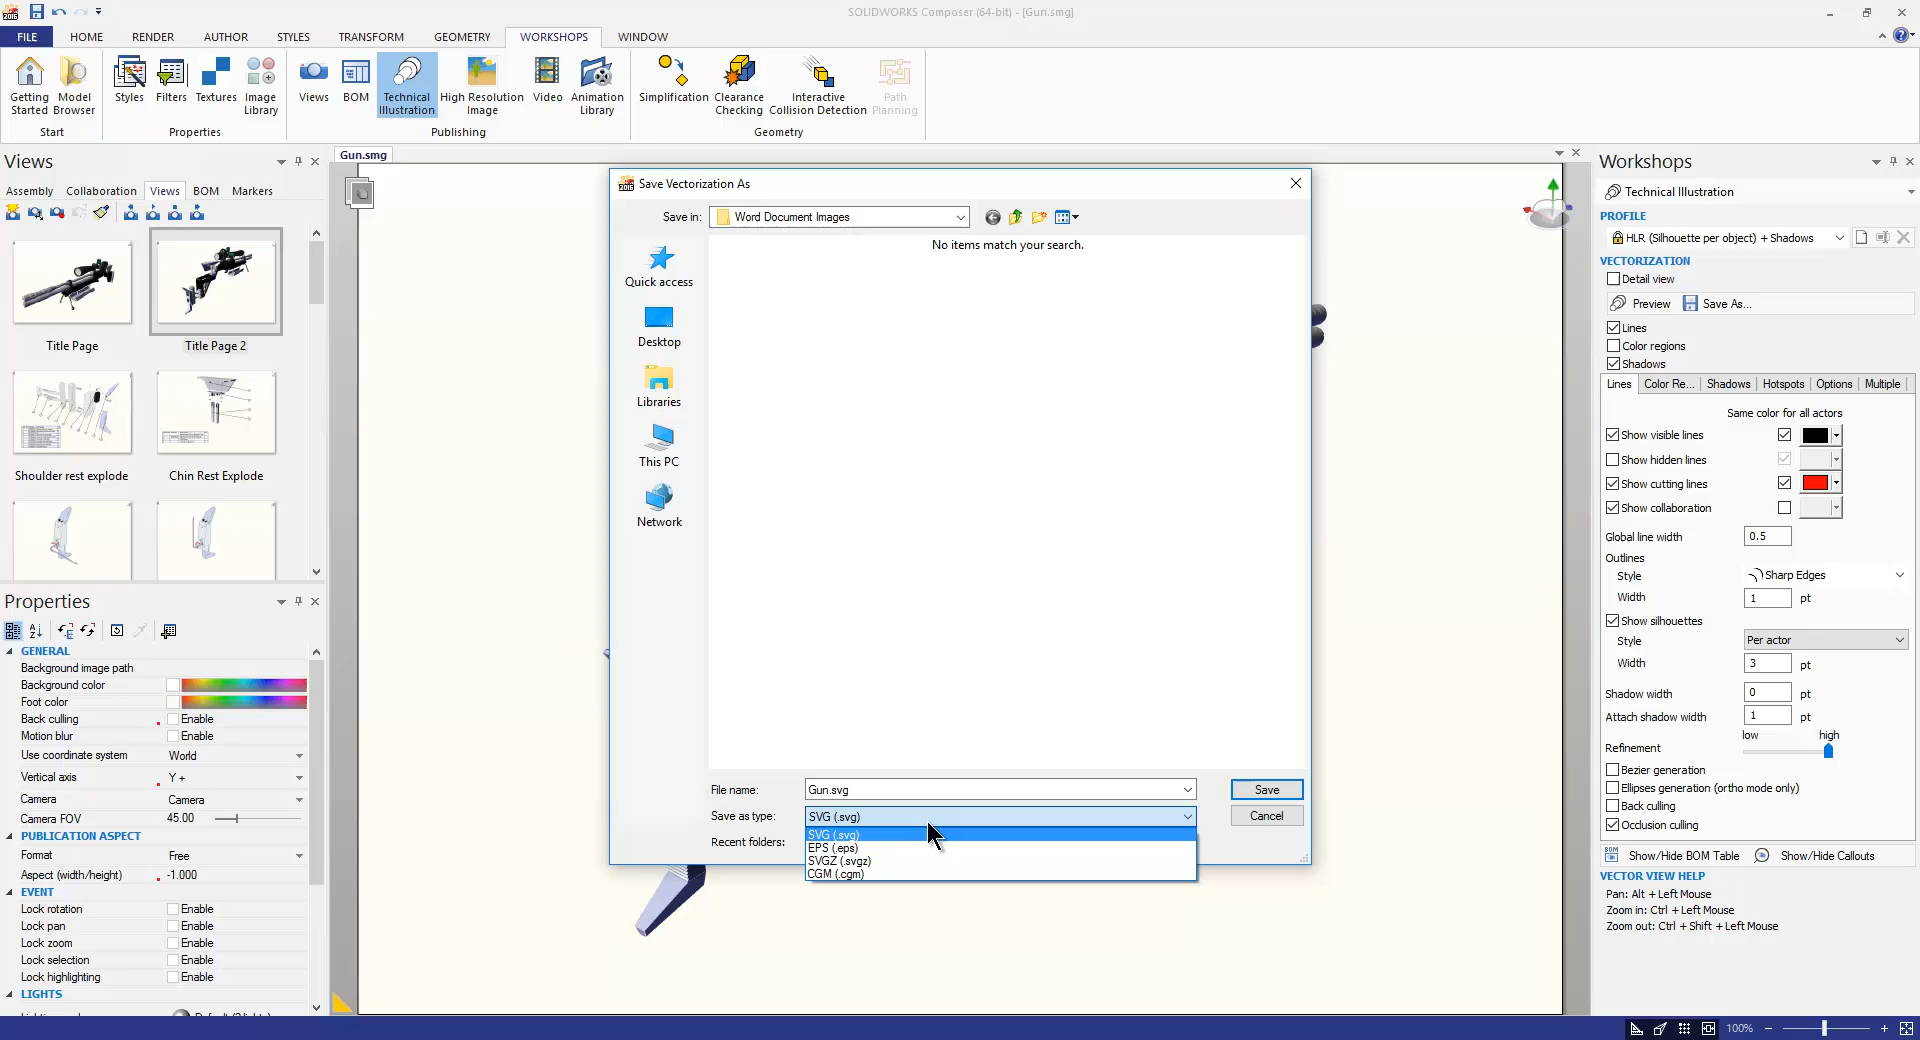 SOLIDWORKS Composer (64-bit) - [Gun.smg]
FILE HOME RENDER AUTHOR STYLES TRANSFORM GEOMETRY WORKSHOPS WINDOW
Getting Started
Model Browser
Start
Styles
Filters
Textures
Image Library
Properties
Views
BOM
Technical Illustration
High Resolution Image
Video
Animation Library
Publishing
Simplification
Clearance Checking
Interactive Collision Detection
Path Planning
Geometry
Views
Assembly Collaboration Views BOM Markers
Title Page
Title Page 2
Shoulder rest explode
Chin Rest Explode
Properties
GENERAL
Background image path
Background color
Foot color
Back culling Enable
Motion blur Enable
Use coordinate system World
Vertical axis Y +
Camera Camera
Camera FOV 45.00
PUBLICATION ASPECT
Format Free
Aspect (width/height) -1.000
EVENT
Lock rotation Enable
Lock pan Enable
Lock zoom Enable
Lock selection Enable
Lock highlighting Enable
LIGHTS
Gun.smg
Save Vectorization As
Save in: Word Document Images
No items match your search.
Quick access
Desktop
Libraries
This PC
Network
File name: Gun.svg Save
Save as type: SVG (.svg) Cancel
Recent folders:
SVG (.svg)
EPS (.eps)
SVGZ (.svgz)
CGM (.cgm)
Workshops
Technical Illustration
PROFILE
HLR (Silhouette per object) + Shadows
VECTORIZATION
Detail view
Preview Save As...
Lines
Color regions
Shadows
Lines Color Re... Shadows Hotspots Options Multiple
Same color for all actors
Show visible lines
Show hidden lines
Show cutting lines
Show collaboration
Global line width 0.5
Outlines
Style Sharp Edges
Width 1 pt
Show silhouettes
Style Per actor
Width 3 pt
Shadow width 0 pt
Attach shadow width 1 pt
low high
Refinement
Bezier generation
Ellipses generation (ortho mode only)
Back culling
Occlusion culling
Show/Hide BOM Table Show/Hide Callouts
VECTOR VIEW HELP
Pan: Alt + Left Mouse
Zoom in: Ctrl + Left Mouse
Zoom out: Ctrl + Shift + Left Mouse
100%